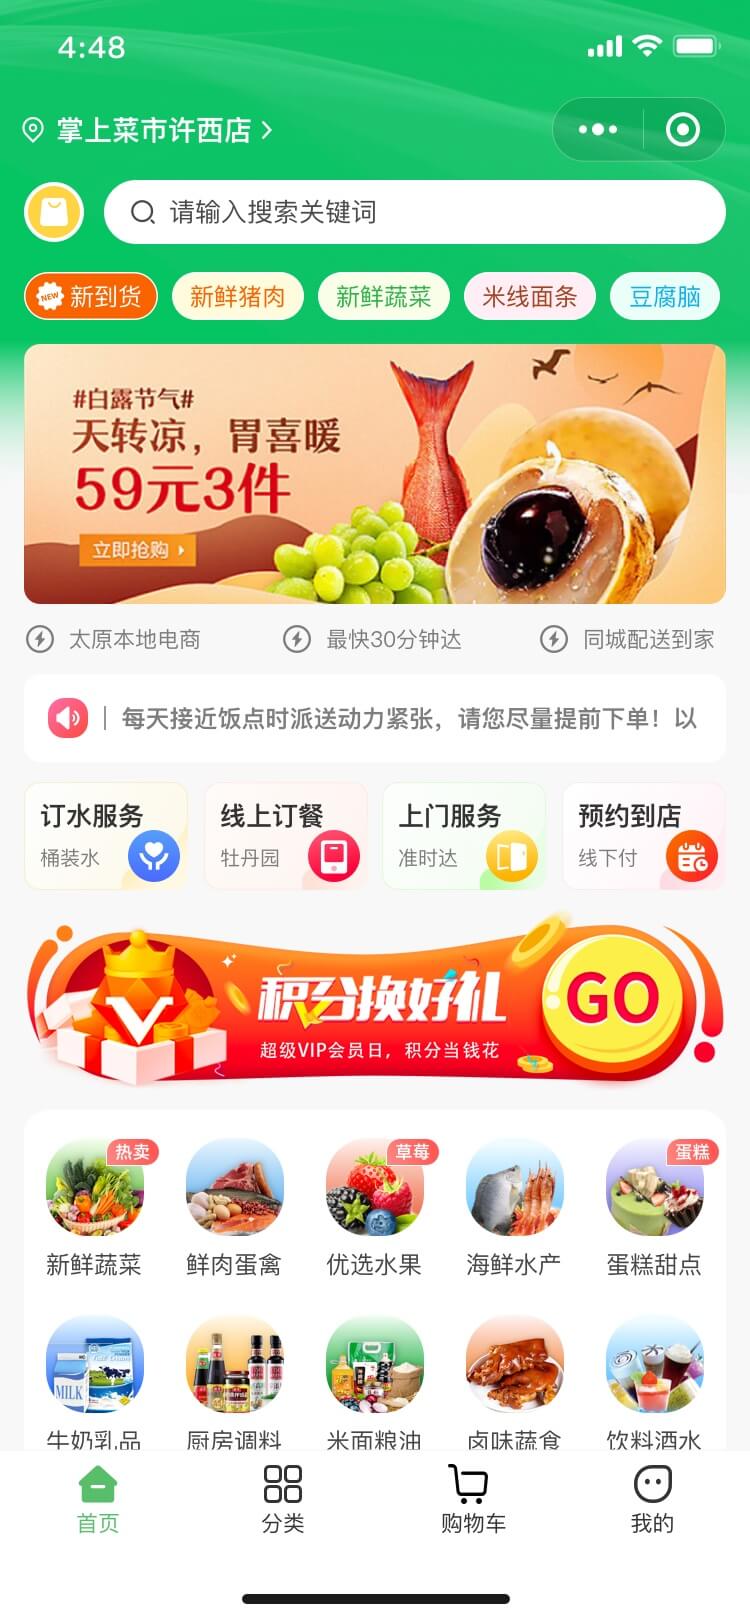 4:48
掌上菜市许西店
请输入搜索关键词
NEW 新到货 新鲜猪肉 新鲜蔬菜 米线面条 豆腐脑
#白露节气#
天转凉，胃喜暖
59元3件
立即抢购
太原本地电商 最快30分钟达 同城配送到家
每天接近饭点时派送动力紧张，请您尽量提前下单！以
订水服务 线上订餐 上门服务 预约到店
桶装水 牡丹园 准时达 线下付
积分换好礼 GO
超级VIP会员日，积分当钱花
热卖 草莓 蛋糕
新鲜蔬菜 鲜肉蛋禽 优选水果 海鲜水产 蛋糕甜点
MILK
牛奶乳品 厨房调料 米面粮油 卤味蔬食 饮料酒水
首页 分类 购物车 我的